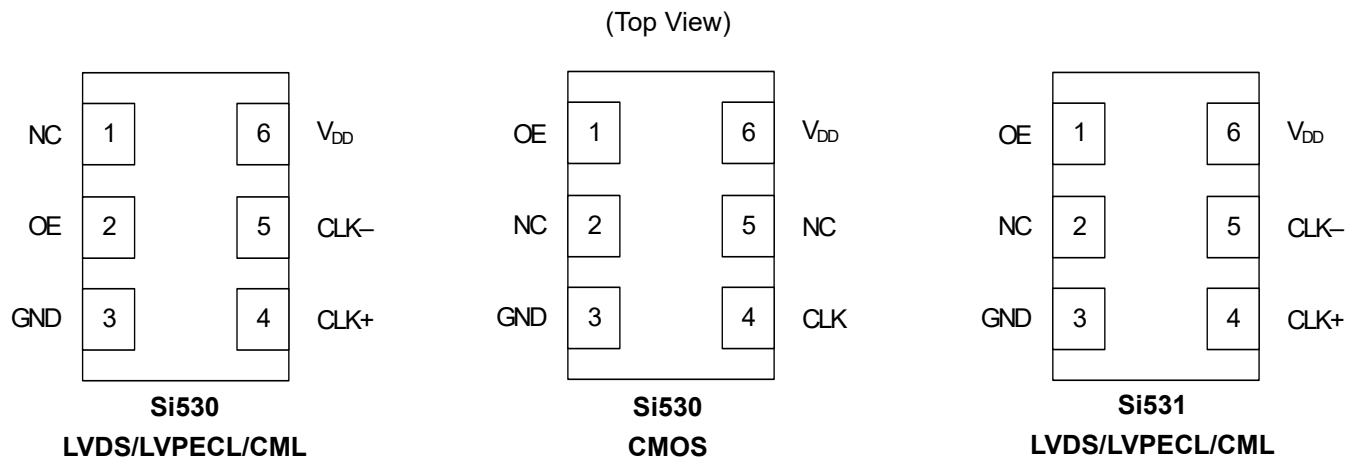 (Top View)
NC 1 6 VDD
OE 2 5 CLK–
GND 3 4 CLK+
Si530
LVDS/LVPECL/CML
OE 1 6 VDD
NC 2 5 NC
GND 3 4 CLK
Si530
CMOS
OE 1 6 VDD
NC 2 5 CLK–
GND 3 4 CLK+
Si531
LVDS/LVPECL/CML